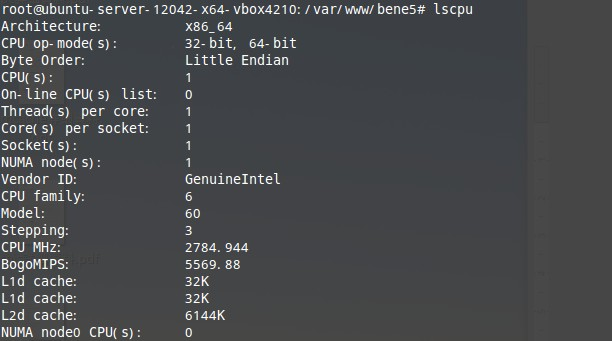 root@ubuntu-server-12042-x64-vbox4210:/var/www/bene5# lscpu
Architecture: x86_64
CPU op-mode(s): 32-bit, 64-bit
Byte Order: Little Endian
CPU(s): 1
On-line CPU(s) list: 0
Thread(s) per core: 1
Core(s) per socket: 1
Socket(s): 1
NUMA node(s): 1
Vendor ID: GenuineIntel
CPU family: 6
Model: 60
Stepping: 3
CPU MHz: 2784.944
BogoMIPS: 5569.88
L1d cache: 32K
L1d cache: 32K
L2d cache: 6144K
NUMA node0 CPU(s): 0